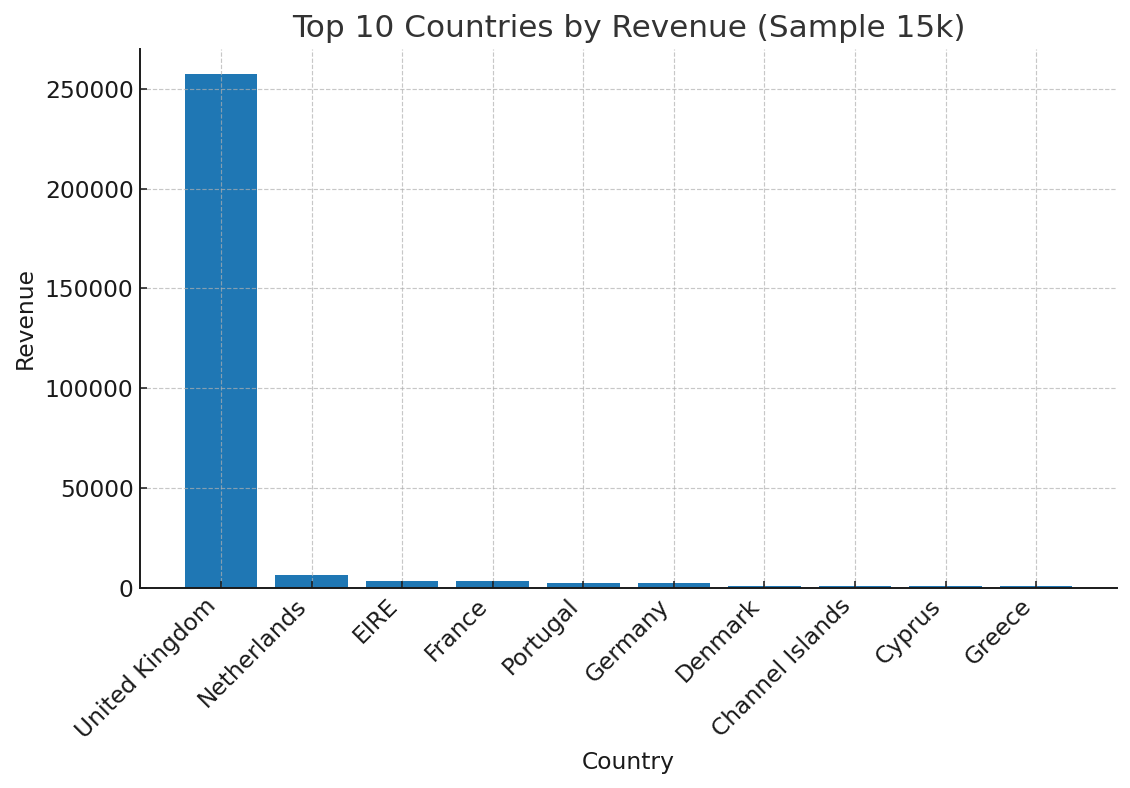 Top 10 Countries by Revenue (Sample 15k)
Revenue
250000
200000
150000
100000
50000
0
United Kingdom
Netherlands
EIRE
France
Portugal
Germany
Denmark
Channel Islands
Cyprus
Greece
Country